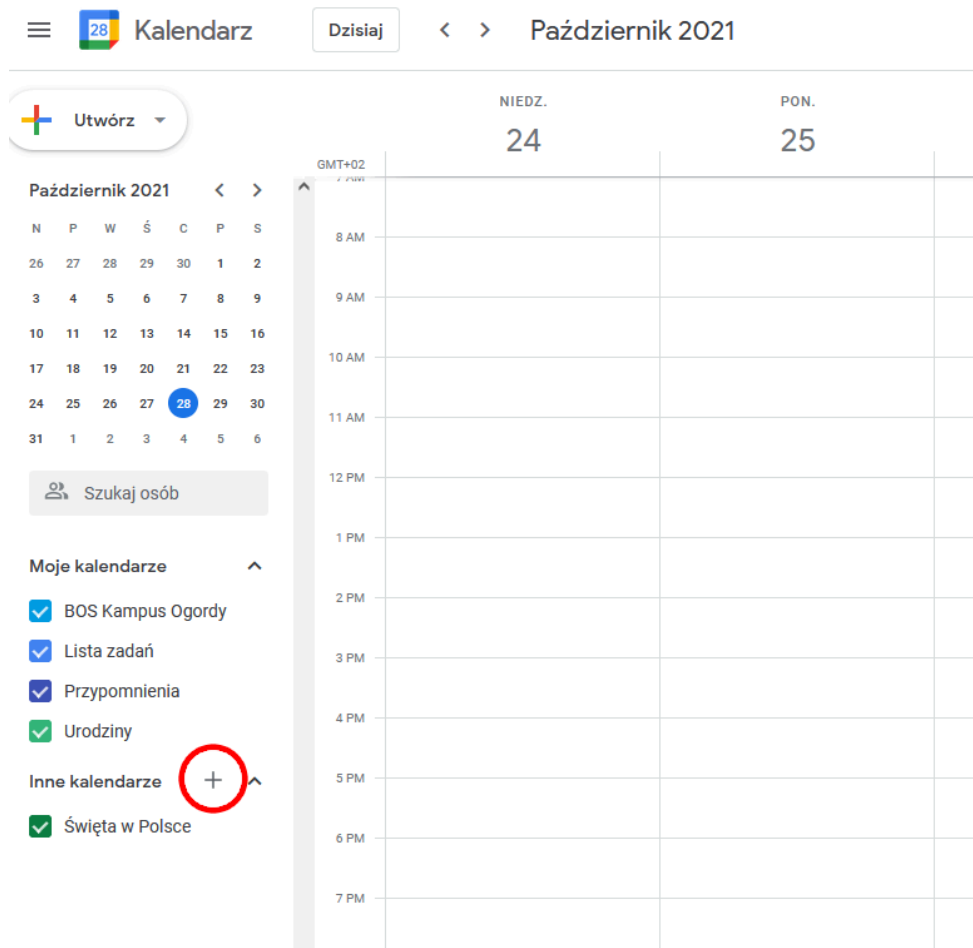 28 Kalendarz Dzisiaj Październik 2021
Utwórz
Październik 2021
N P W Ś C P S
26 27 28 29 30 1 2
3 4 5 6 7 8 9
10 11 12 13 14 15 16
17 18 19 20 21 22 23
24 25 26 27 28 29 30
31 1 2 3 4 5 6
Szukaj osób
Moje kalendarze
BOS Kampus Ogordy
Lista zadań
Przypomnienia
Urodziny
Inne kalendarze
Święta w Polsce
NIEDZ. PON.
24 25
GMT+02
7 AM
8 AM
9 AM
10 AM
11 AM
12 PM
1 PM
2 PM
3 PM
4 PM
5 PM
6 PM
7 PM